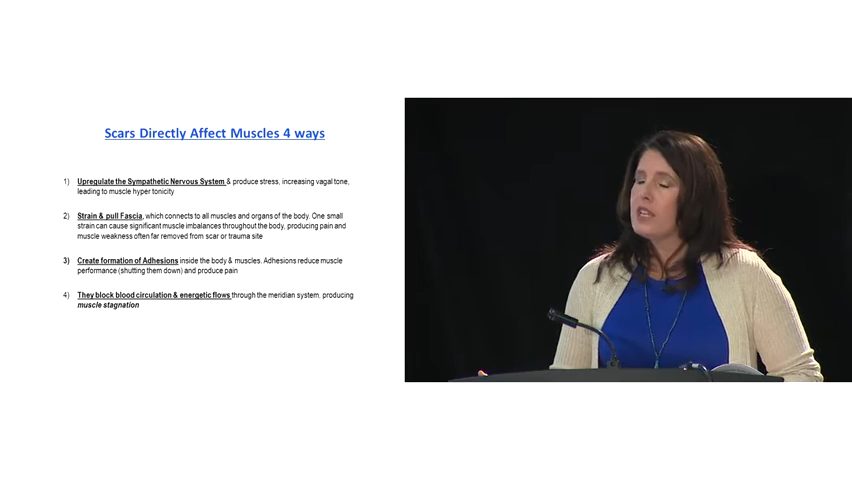 Scars Directly Affect Muscles 4 ways
1) Upregulate the Sympathetic Nervous System & produce stress, increasing vagal tone,
leading to muscle hyper tonicity
2) Strain & pull Fascia, which connects to all muscles and organs of the body. One small
strain can cause significant muscle imbalances throughout the body, producing pain and
muscle weakness often far removed from scar or trauma site
3) Create formation of Adhesions inside the body & muscles. Adhesions reduce muscle
performance (shutting them down) and produce pain
4) They block blood circulation & energetic flows through the meridian system. producing
muscle stagnation